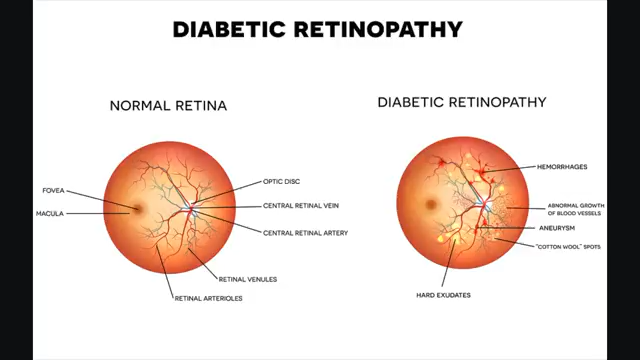 DIABETIC RETINOPATHY
NORMAL RETINA
FOVEA
MACULA
OPTIC DISC
CENTRAL RETINAL VEIN
CENTRAL RETINAL ARTERY
RETINAL VENULES
RETINAL ARTERIOLES
DIABETIC RETINOPATHY
HEMORRHAGES
ABNORMAL GROWTH
OF BLOOD VESSELS
ANEURYSM
"COTTON WOOL" SPOTS
HARD EXUDATES